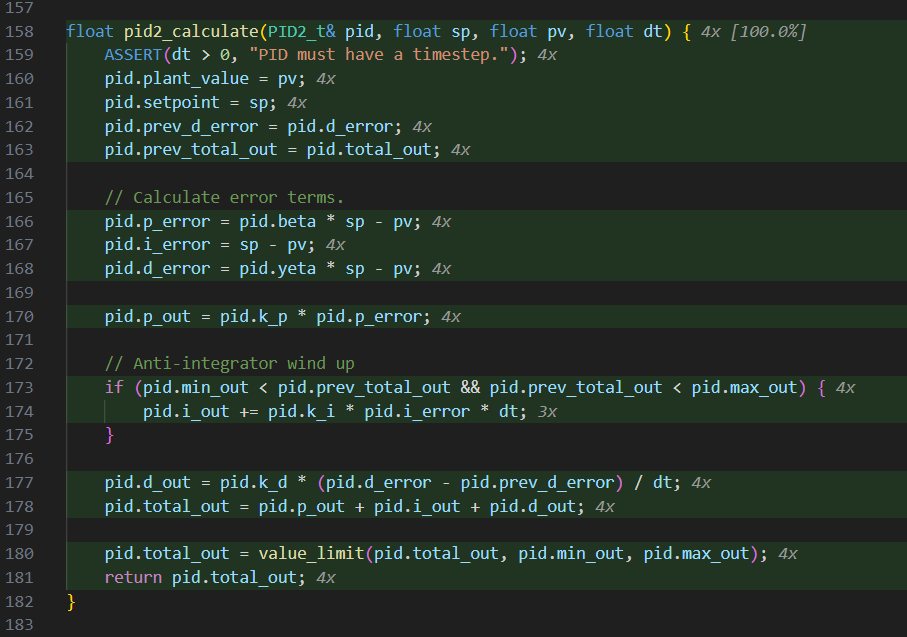 157
158 float pid2_calculate(PID2_t& pid, float sp, float pv, float dt) { 4x [100.0%]
159     ASSERT(dt > 0, "PID must have a timestep."); 4x
160     pid.plant_value = pv; 4x
161     pid.setpoint = sp; 4x
162     pid.prev_d_error = pid.d_error; 4x
163     pid.prev_total_out = pid.total_out; 4x
164
165     // Calculate error terms.
166     pid.p_error = pid.beta * sp - pv; 4x
167     pid.i_error = sp - pv; 4x
168     pid.d_error = pid.yeta * sp - pv; 4x
169
170     pid.p_out = pid.k_p * pid.p_error; 4x
171
172     // Anti-integrator wind up
173     if (pid.min_out < pid.prev_total_out && pid.prev_total_out < pid.max_out) { 4x
174         pid.i_out += pid.k_i * pid.i_error * dt; 3x
175     }
176
177     pid.d_out = pid.k_d * (pid.d_error - pid.prev_d_error) / dt; 4x
178     pid.total_out = pid.p_out + pid.i_out + pid.d_out; 4x
179
180     pid.total_out = value_limit(pid.total_out, pid.min_out, pid.max_out); 4x
181     return pid.total_out; 4x
182 }
183